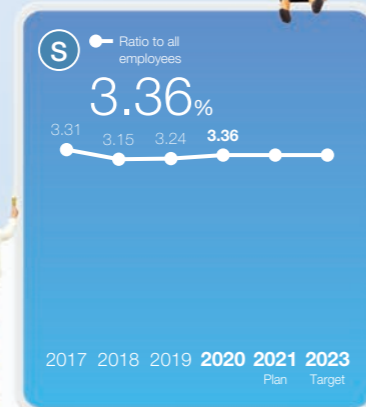 S
Ratio to all
employees
3.36%
3.31 3.15 3.24 3.36
2017 2018 2019 2020 2021 2023
Plan Target